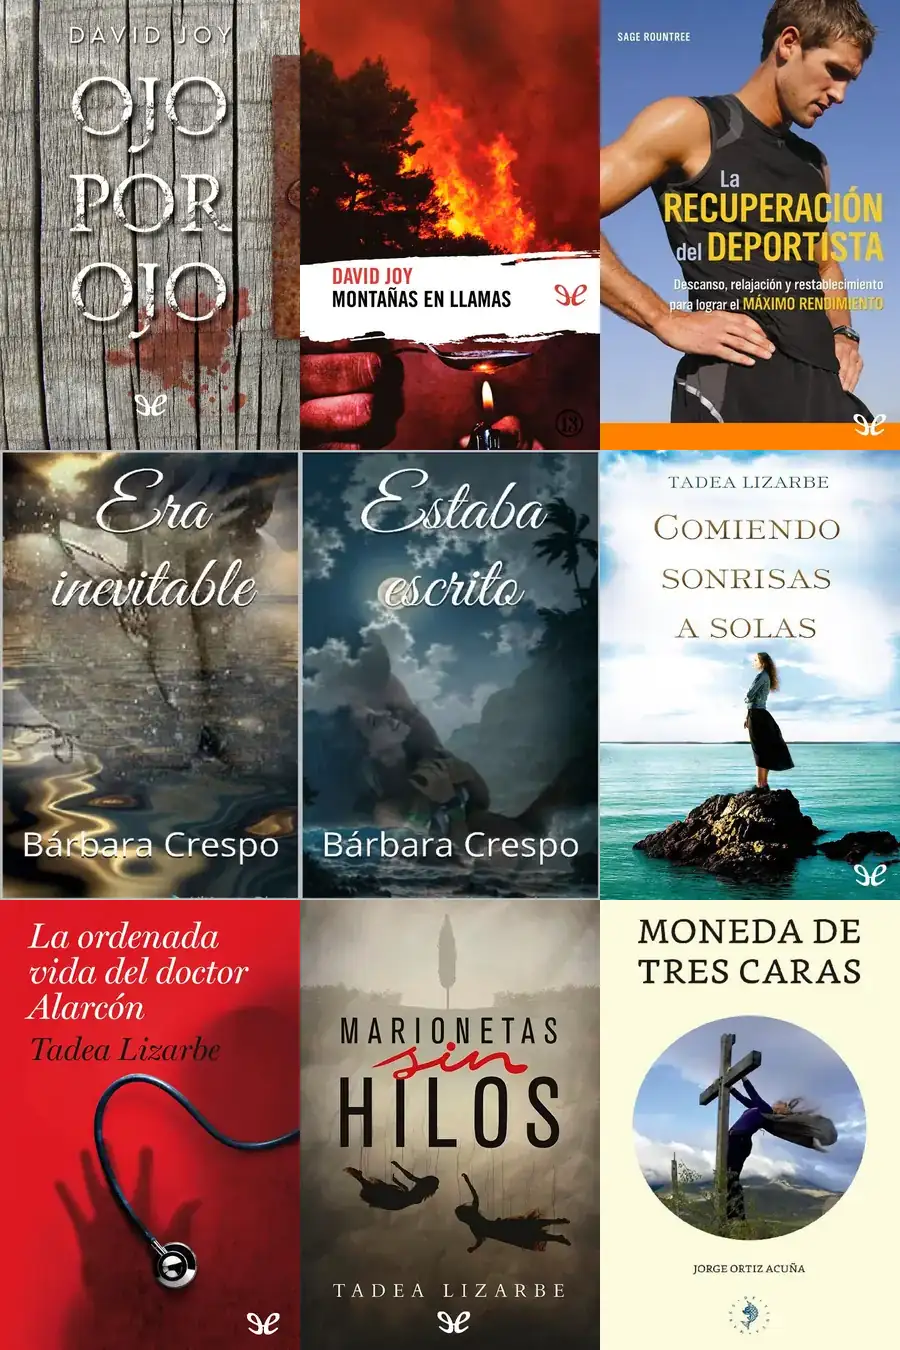 DAVID JOY
OJO
POR
OJO
DAVID JOY
MONTAÑAS EN LLAMAS
SAGE ROUNTREE
La
RECUPERACIÓN
del DEPORTISTA
Descanso, relajación y restablecimiento
para lograr el MÁXIMO RENDIMIENTO
Era
inevitable
Bárbara Crespo
Estaba
escrito
Bárbara Crespo
TADEA LIZARBE
COMIENDO
SONRISAS
A SOLAS
La ordenada
vida del doctor
Alarcón
Tadea Lizarbe
MARIONETAS
sin
HILOS
TADEA LIZARBE
MONEDA DE
TRES CARAS
JORGE ORTIZ ACUÑA